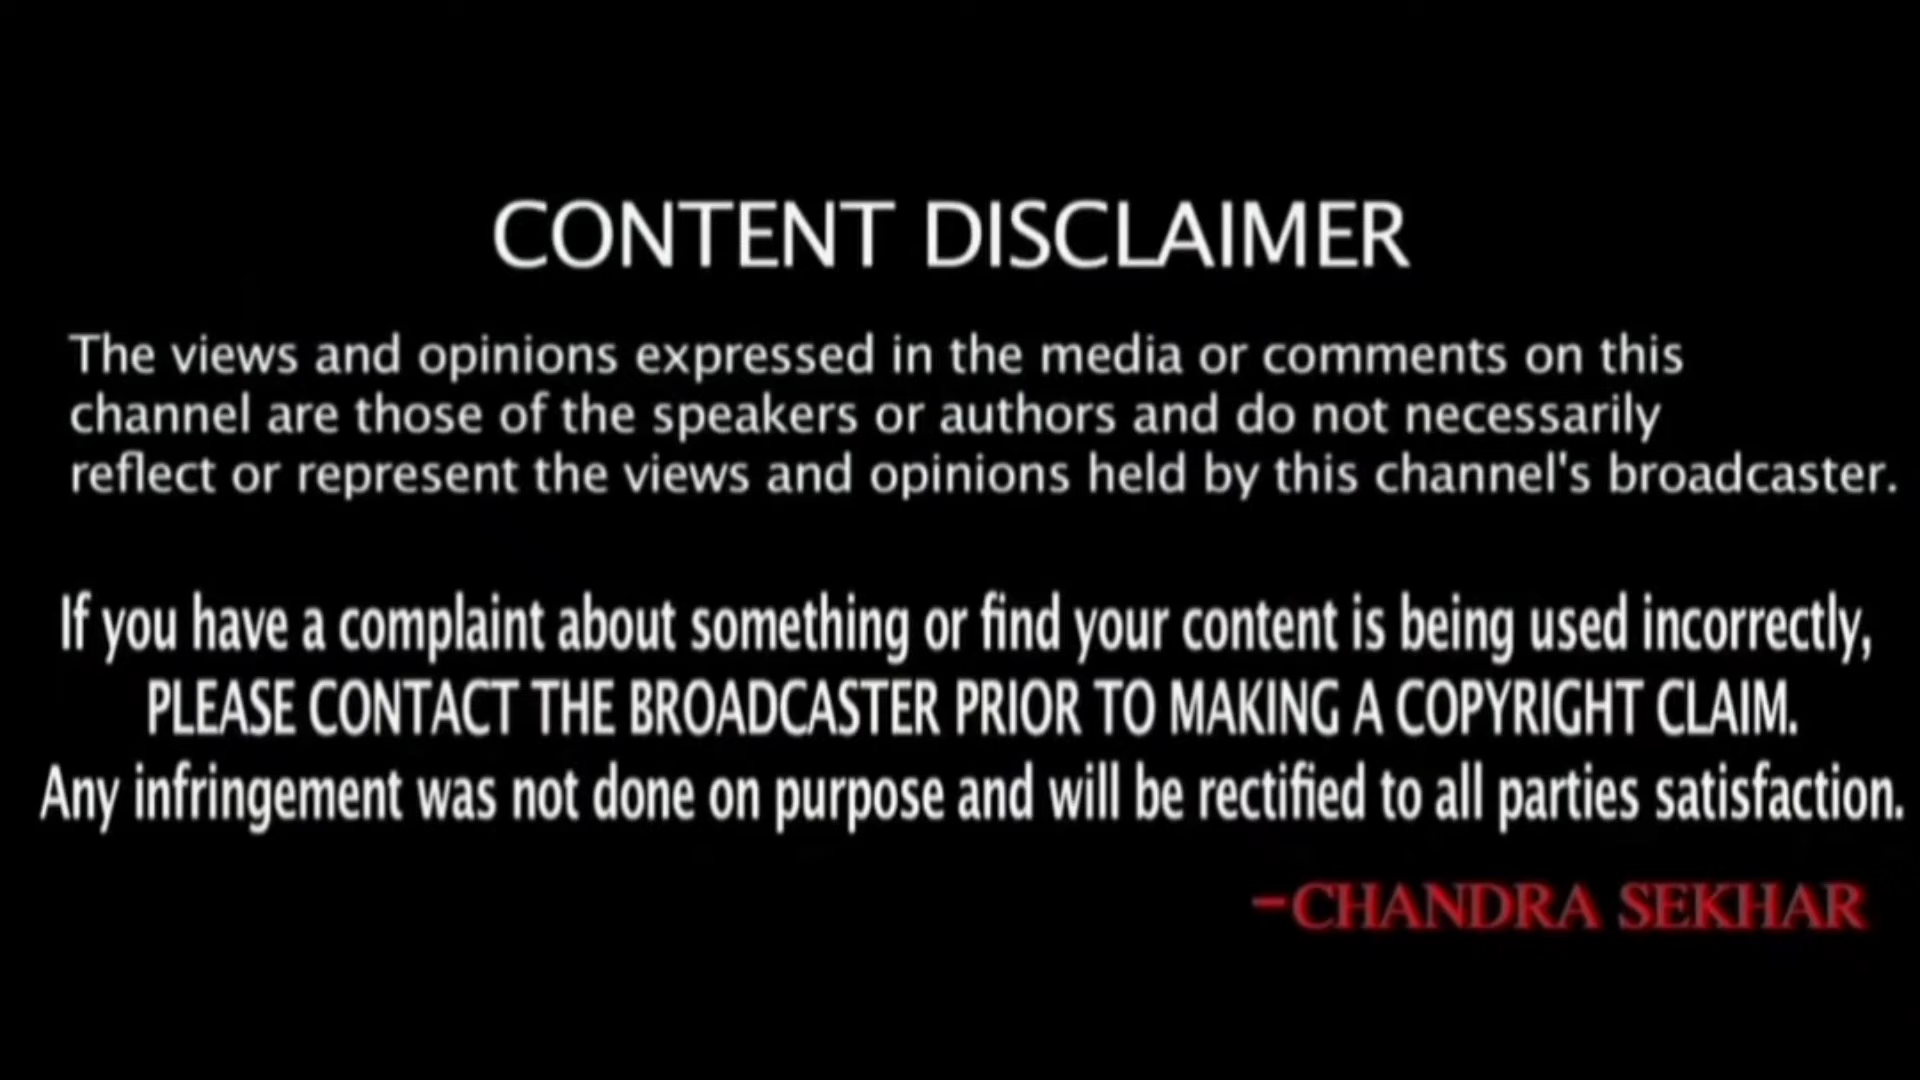 CONTENT DISCLAIMER
The views and opinions expressed in the media or comments on this
channel are those of the speakers or authors and do not necessarily
reflect or represent the views and opinions held by this channel's broadcaster.
If you have a complaint about something or find your content is being used incorrectly,
PLEASE CONTACT THE BROADCASTER PRIOR TO MAKING A COPYRIGHT CLAIM.
Any infringement was not done on purpose and will be rectified to all parties satisfaction.
-CHANDRA SEKHAR